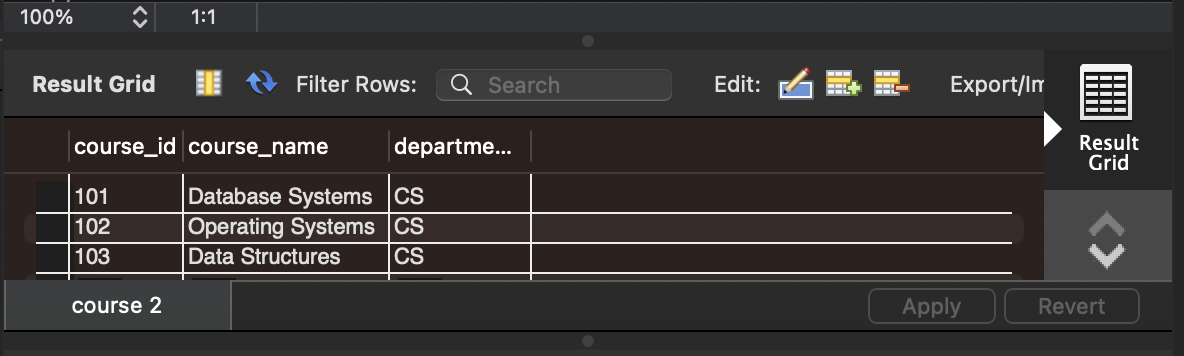 100% 1:1
Result Grid Filter Rows: Search Edit: Export/Im
Result
Grid
course_id course_name departme...
101 Database Systems CS
102 Operating Systems CS
103 Data Structures CS
course 2 Apply Revert